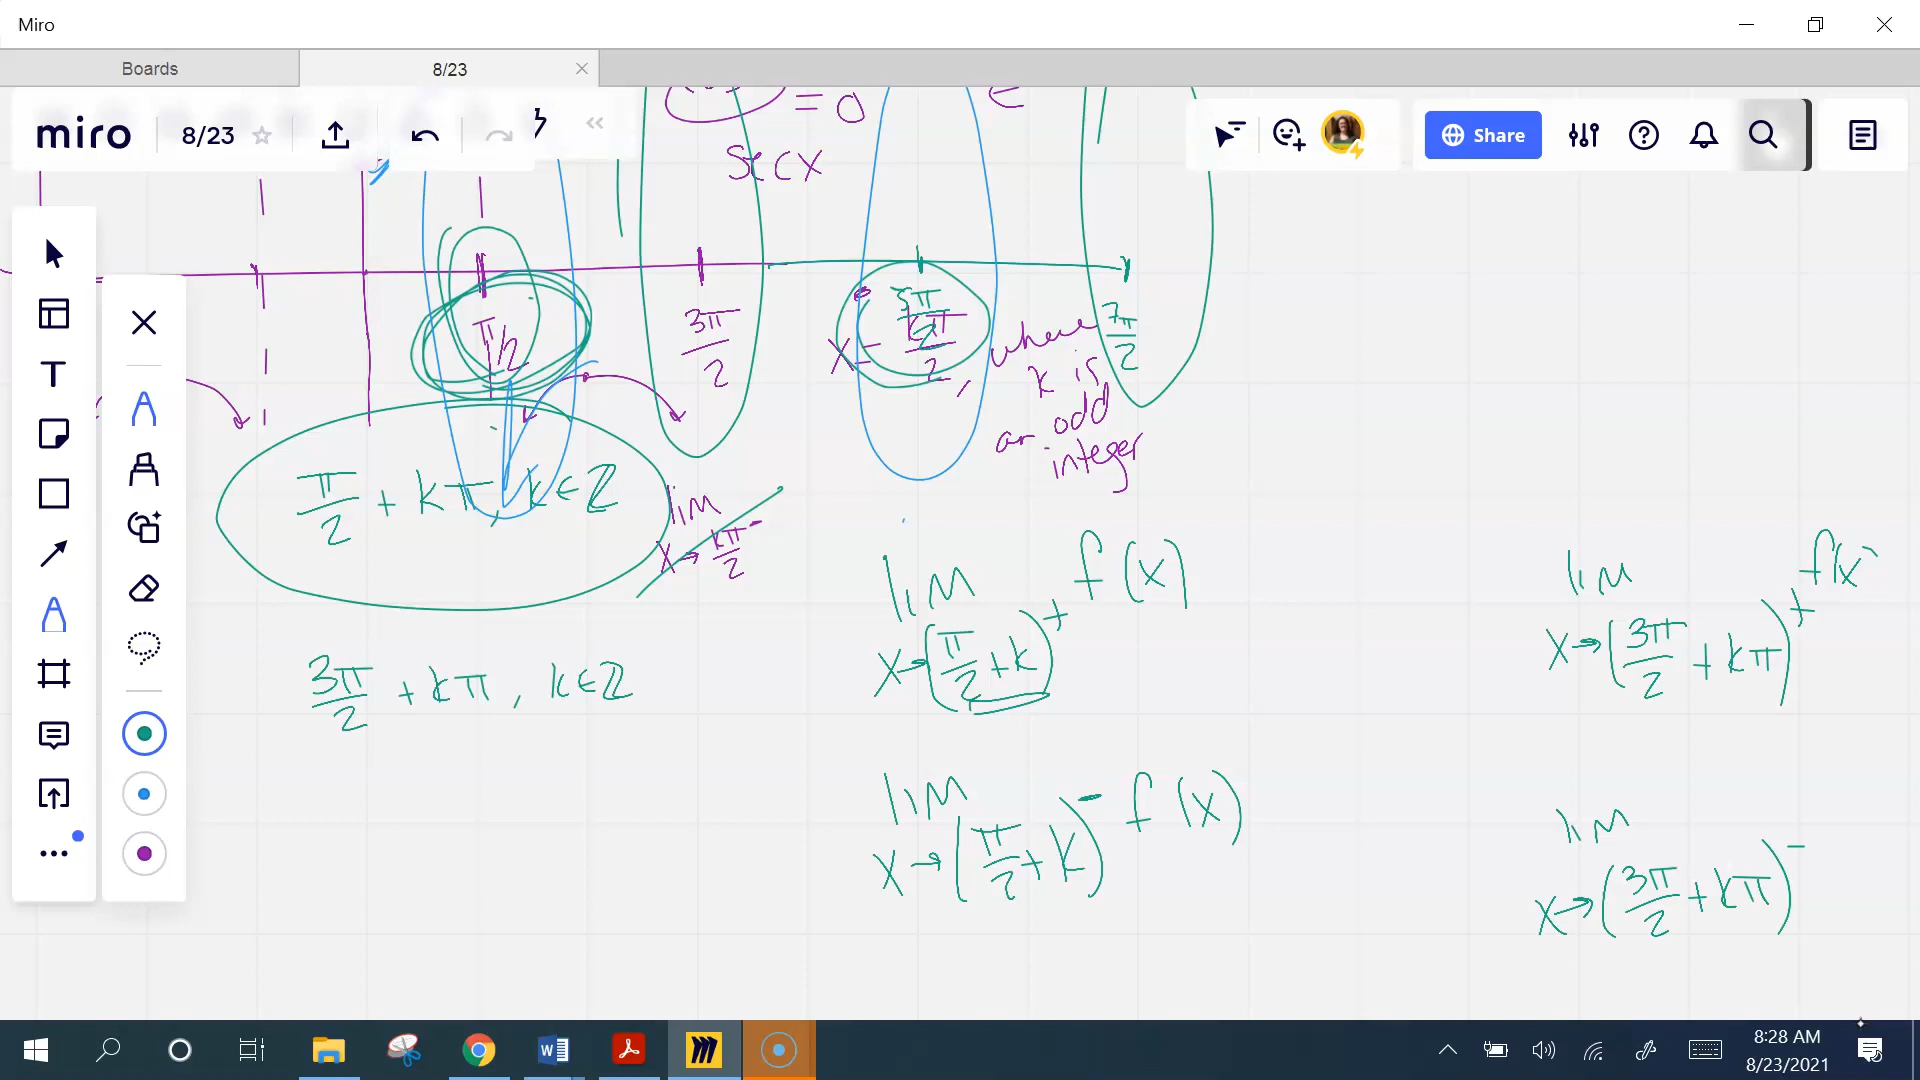 Miro
Boards
8/23
miro
8/23
Share
= 0
sec x
π/2
3π/2
5π/2
7π/2
x = kπ/2, where
k is
an odd
integer
π/2 + kπ, k ∈ ℤ
lim
x→kπ/2⁻
3π/2 + kπ, k∈ℤ
lim f(x)
x→(π/2 + k)⁺
lim f(x)
x→(π/2 + k)⁻
lim f(x)
x→(3π/2 + kπ)⁺
lim
x→(3π/2 + kπ)⁻
8:28 AM
8/23/2021